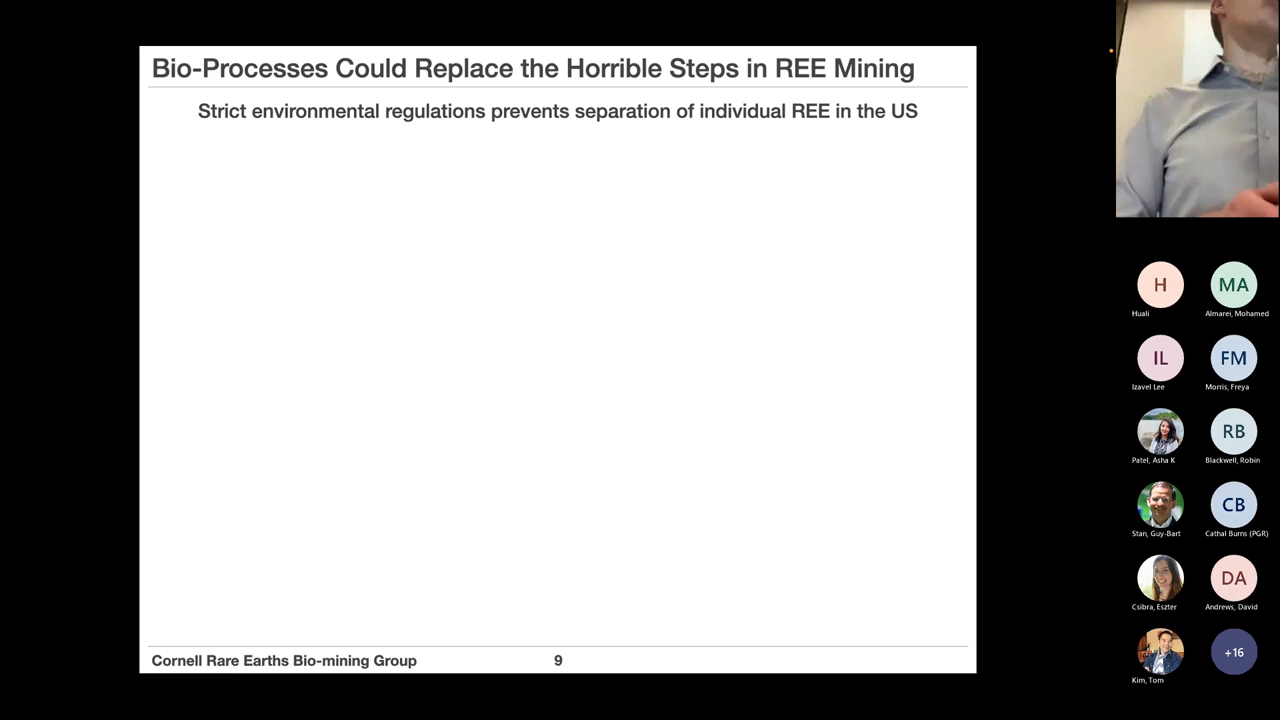 Bio-Processes Could Replace the Horrible Steps in REE Mining
Strict environmental regulations prevents separation of individual REE in the US
Cornell Rare Earths Bio-mining Group
9
H
MA
Huali
Almarei, Mohamed
IL
FM
Izavel Lee
Morris, Freya
RB
Patel, Asha K
Blackwell, Robin
CB
Stan, Guy-Bart
Cathal Burns (PGR)
DA
Csibra, Eszter
Andrews, David
+16
Kim, Tom